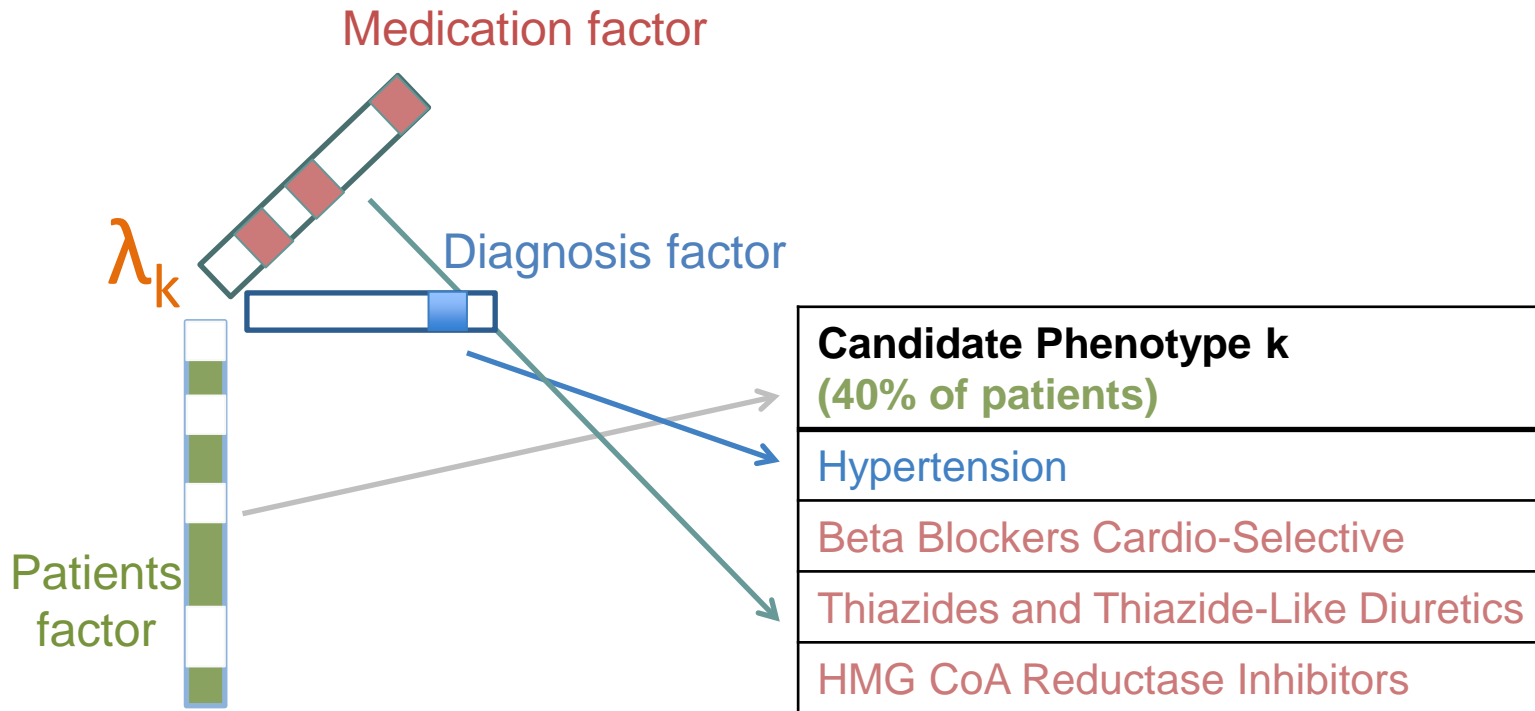 Medication factor
λk
Diagnosis factor
Patients
factor
Candidate Phenotype k
(40% of patients)
Hypertension
Beta Blockers Cardio-Selective
Thiazides and Thiazide-Like Diuretics
HMG CoA Reductase Inhibitors